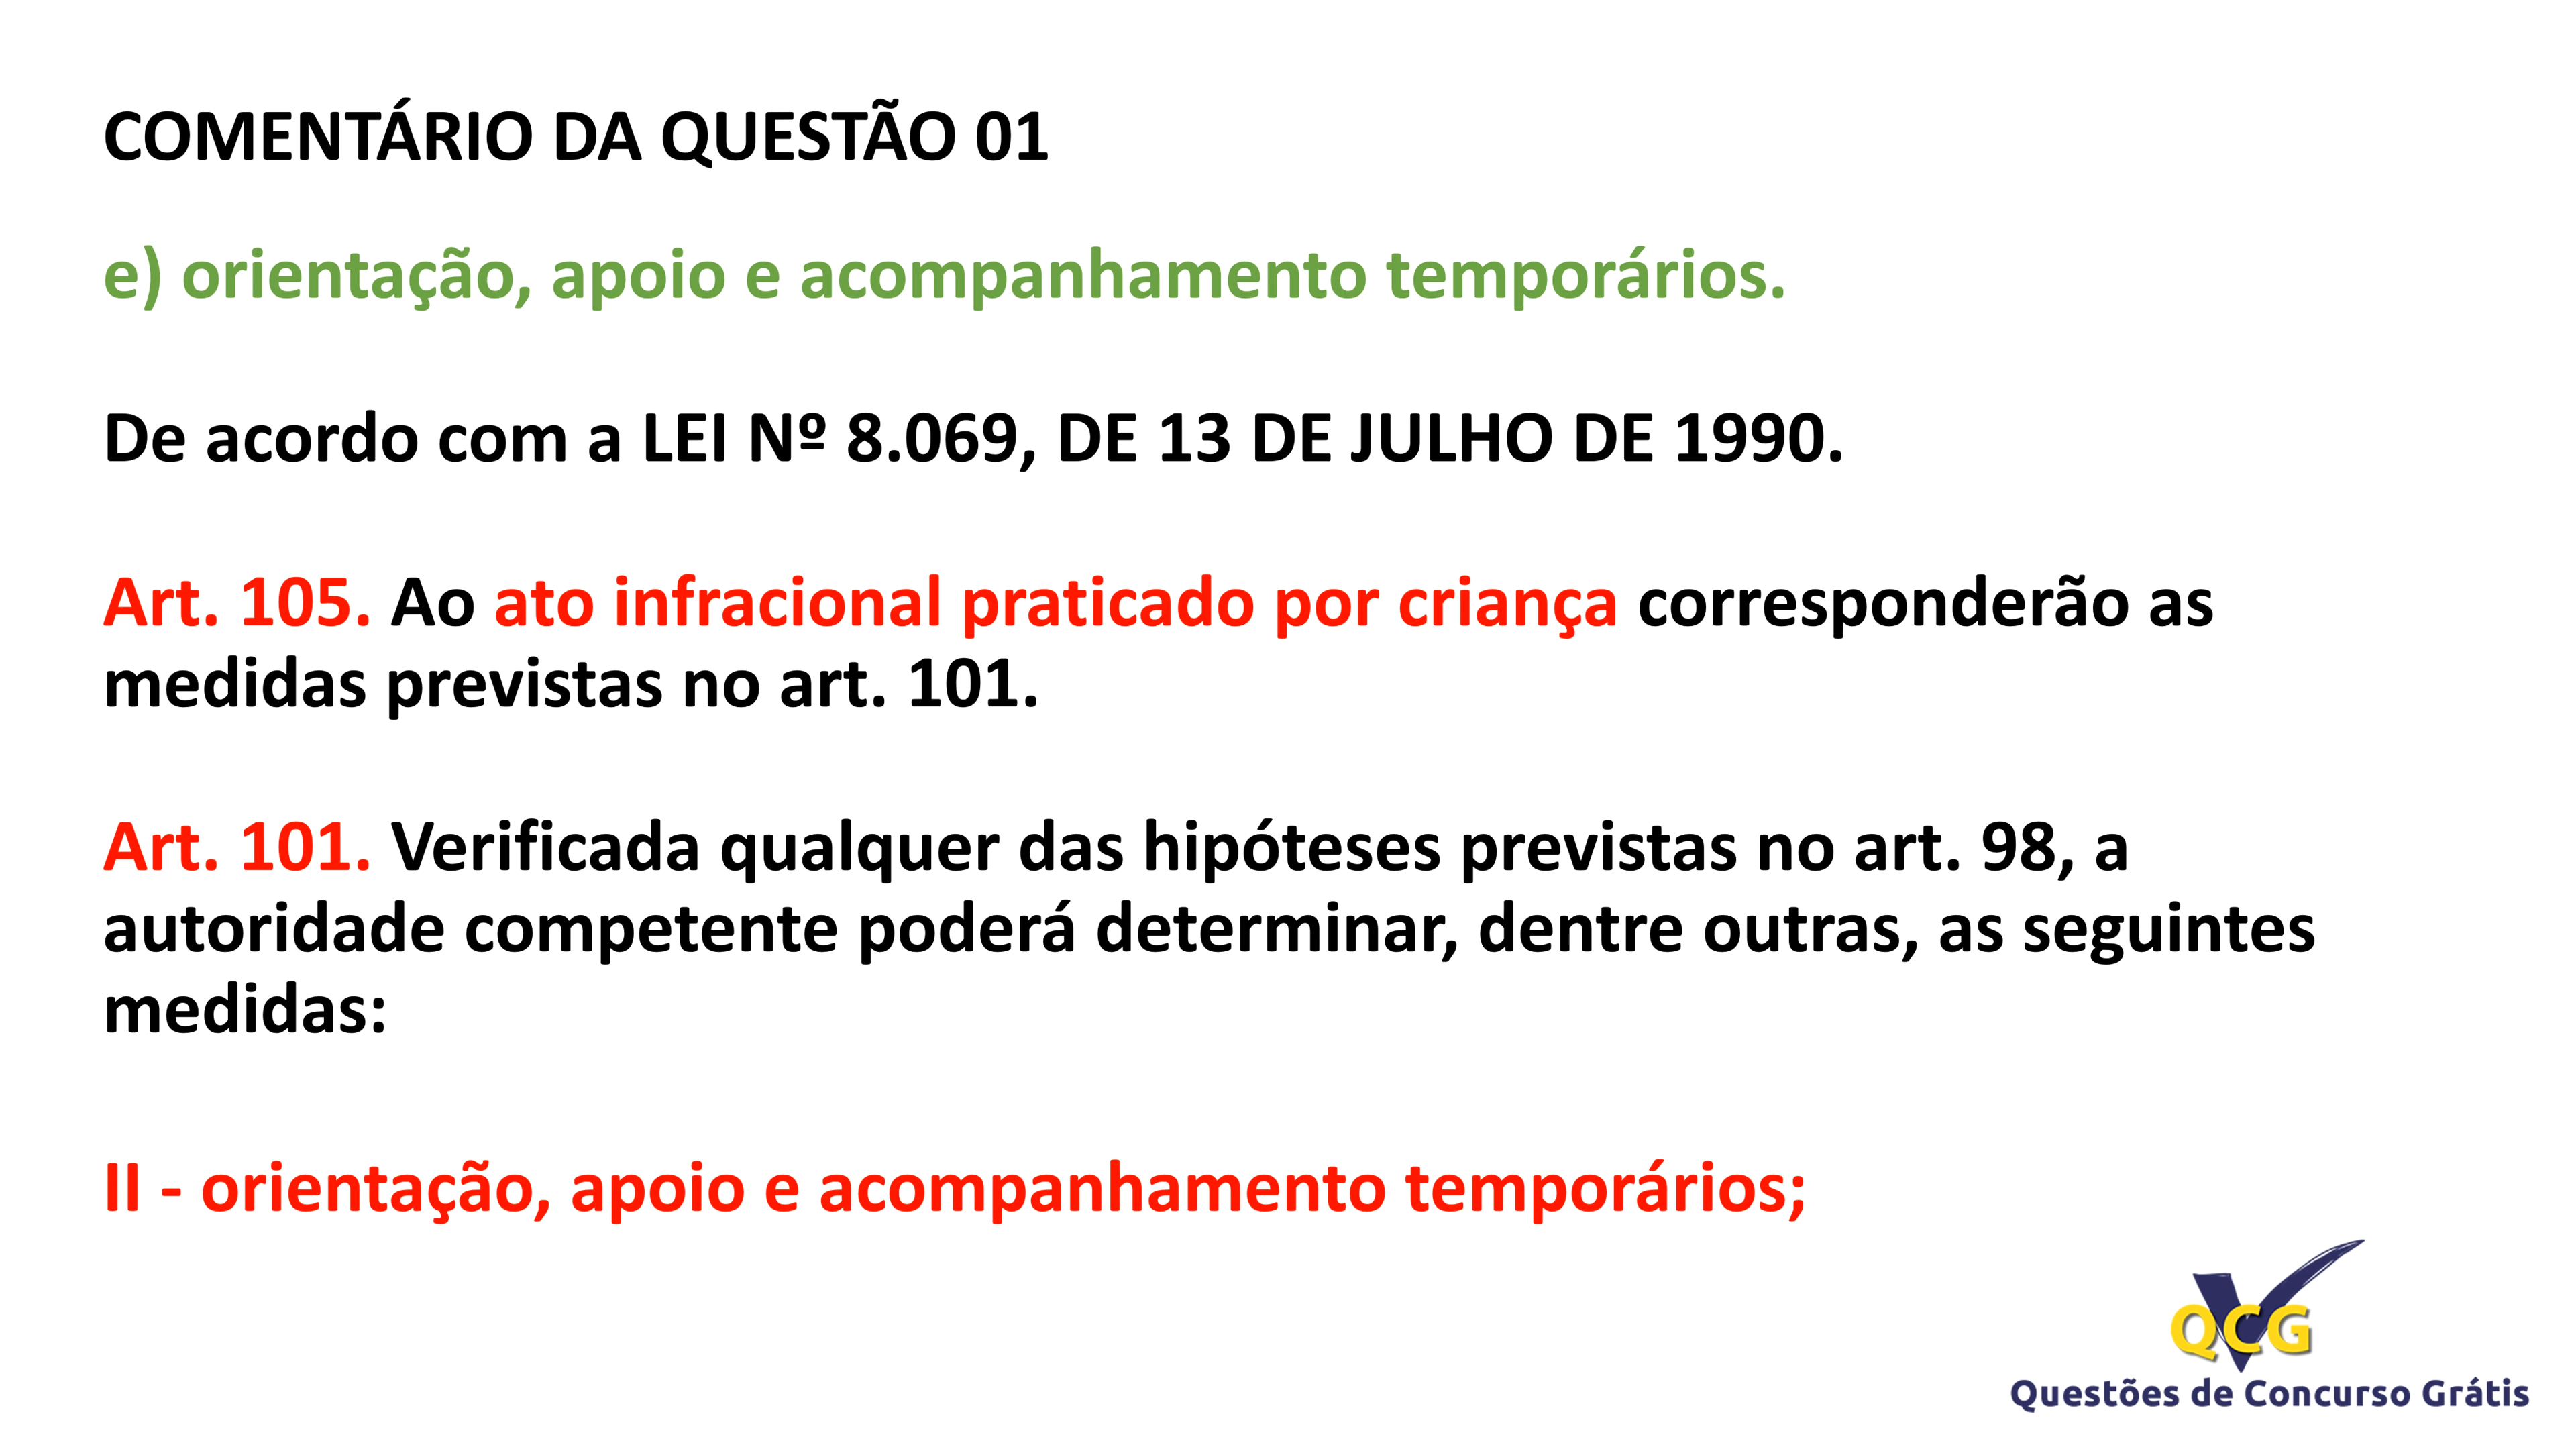 COMENTÁRIO DA QUESTÃO 01
e) orientação, apoio e acompanhamento temporários.
De acordo com a LEI Nº 8.069, DE 13 DE JULHO DE 1990.
Art. 105. Ao ato infracional praticado por criança corresponderão as
medidas previstas no art. 101.
Art. 101. Verificada qualquer das hipóteses previstas no art. 98, a
autoridade competente poderá determinar, dentre outras, as seguintes
medidas:
II - orientação, apoio e acompanhamento temporários;
QCG
Questões de Concurso Grátis